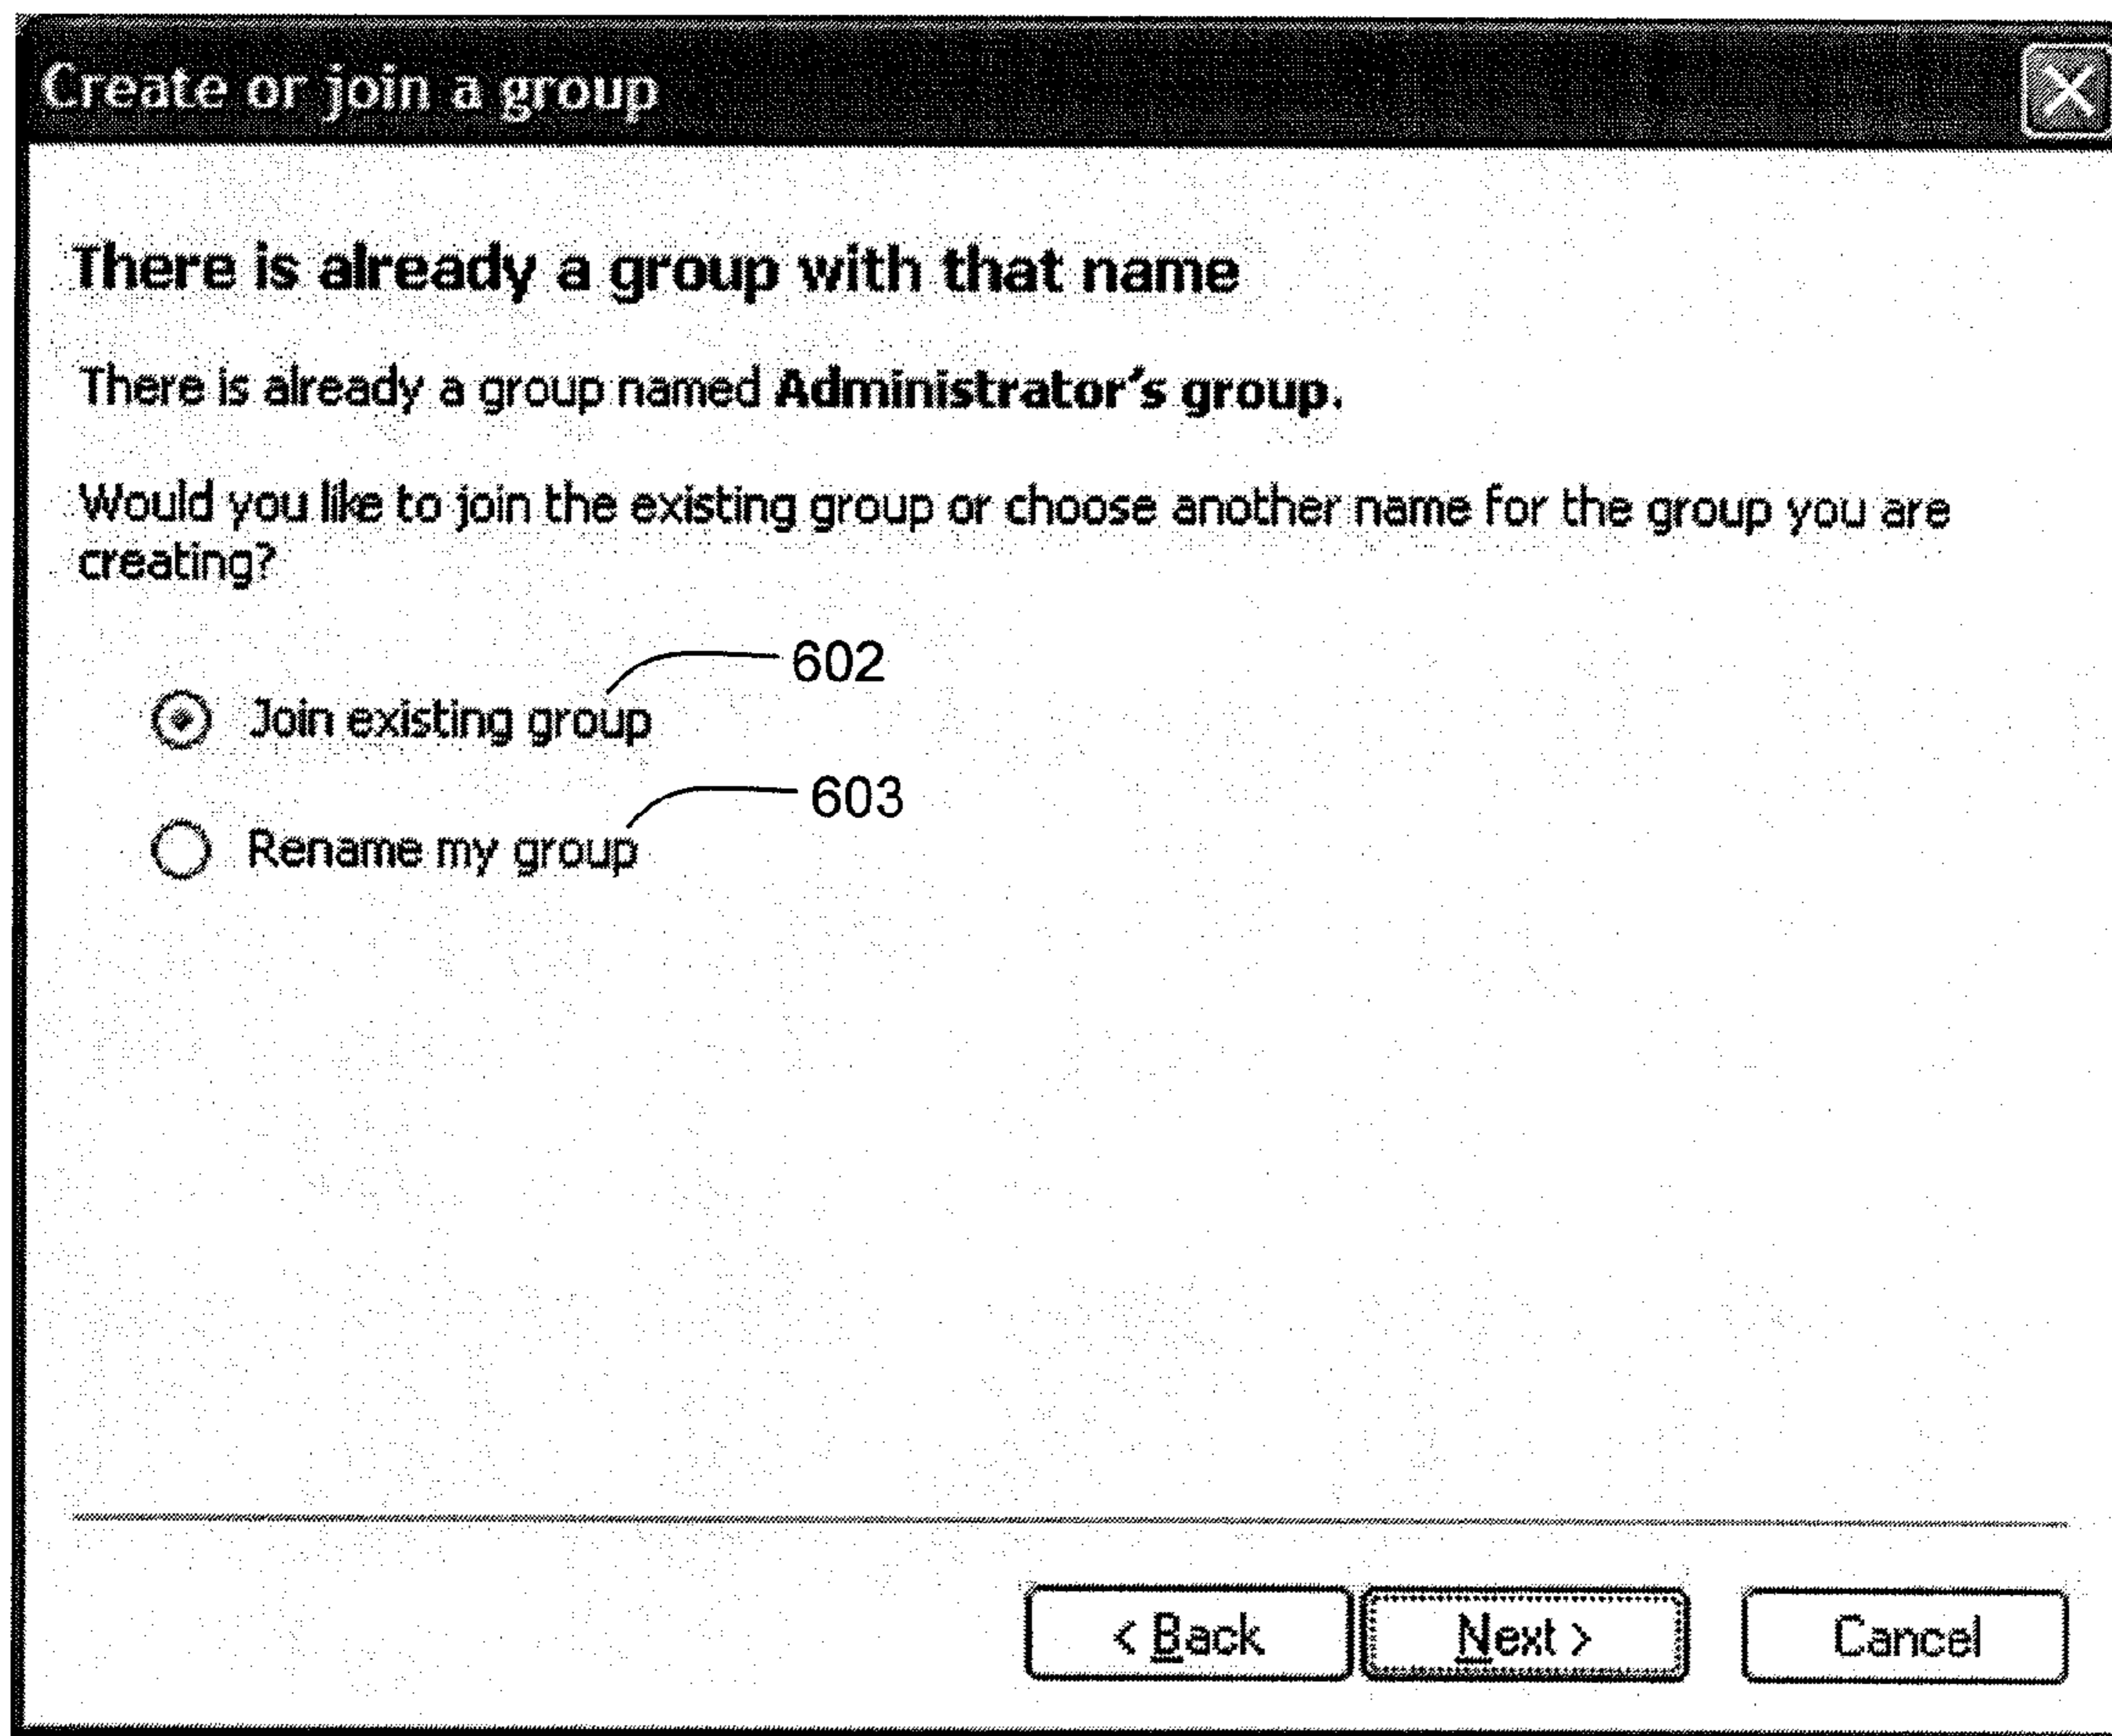 Create or join a group
There is already a group with that name
There is already a group named Administrator's group.
Would you like to join the existing group or choose another name for the group you are
creating?
602
Join existing group
603
Rename my group
< Back Next > Cancel